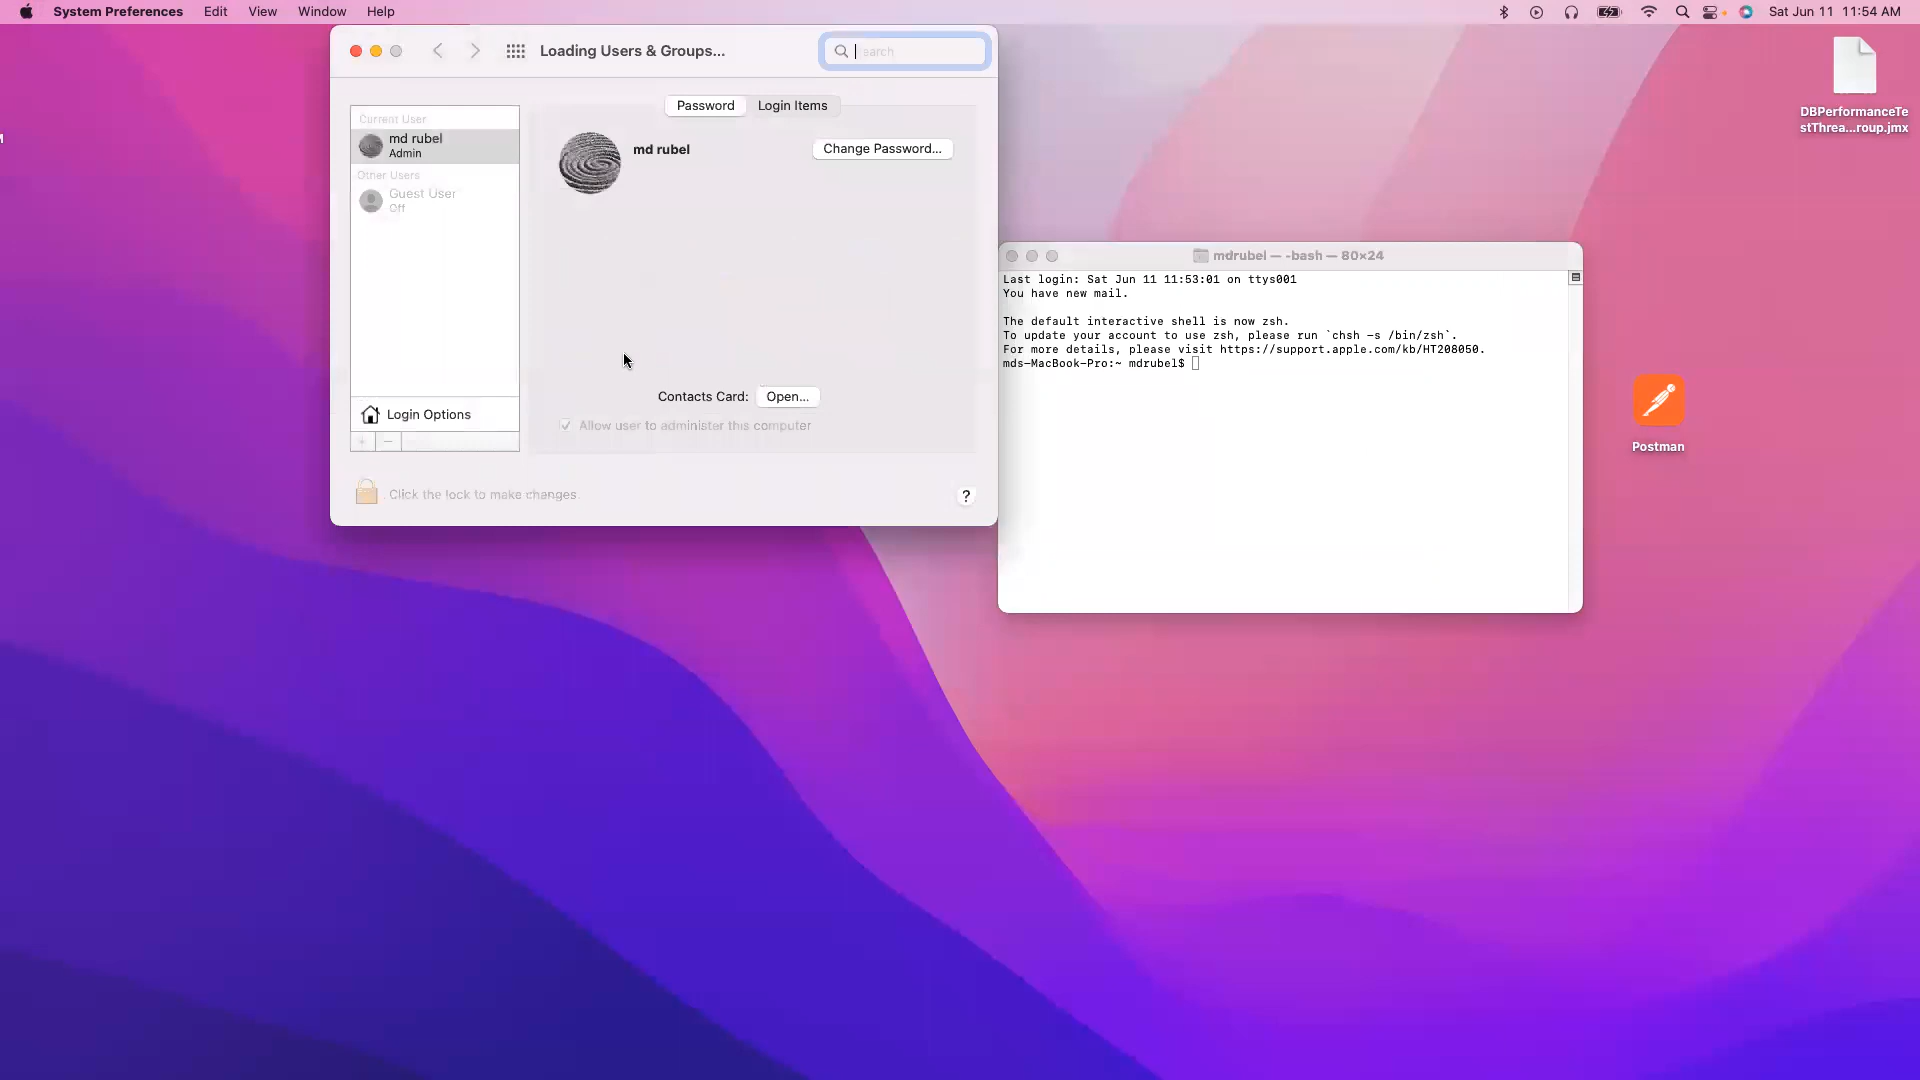 System Preferences Edit View Window Help
Sat Jun 11 11:54 AM
Loading Users & Groups...
earch
Password Login Items
Current User
md rubel
Admin
Other Users
Guest User
Off
md rubel
Change Password...
Contacts Card: Open...
Allow user to administer this computer
Login Options
+ −
Click the lock to make changes.
?
mdrubel — -bash — 80×24
Last login: Sat Jun 11 11:53:01 on ttys001
You have new mail.
The default interactive shell is now zsh.
To update your account to use zsh, please run `chsh -s /bin/zsh`.
For more details, please visit https://support.apple.com/kb/HT208050.
mds-MacBook-Pro:~ mdrubel$
DBPerformanceTe
stThrea...roup.jmx
Postman